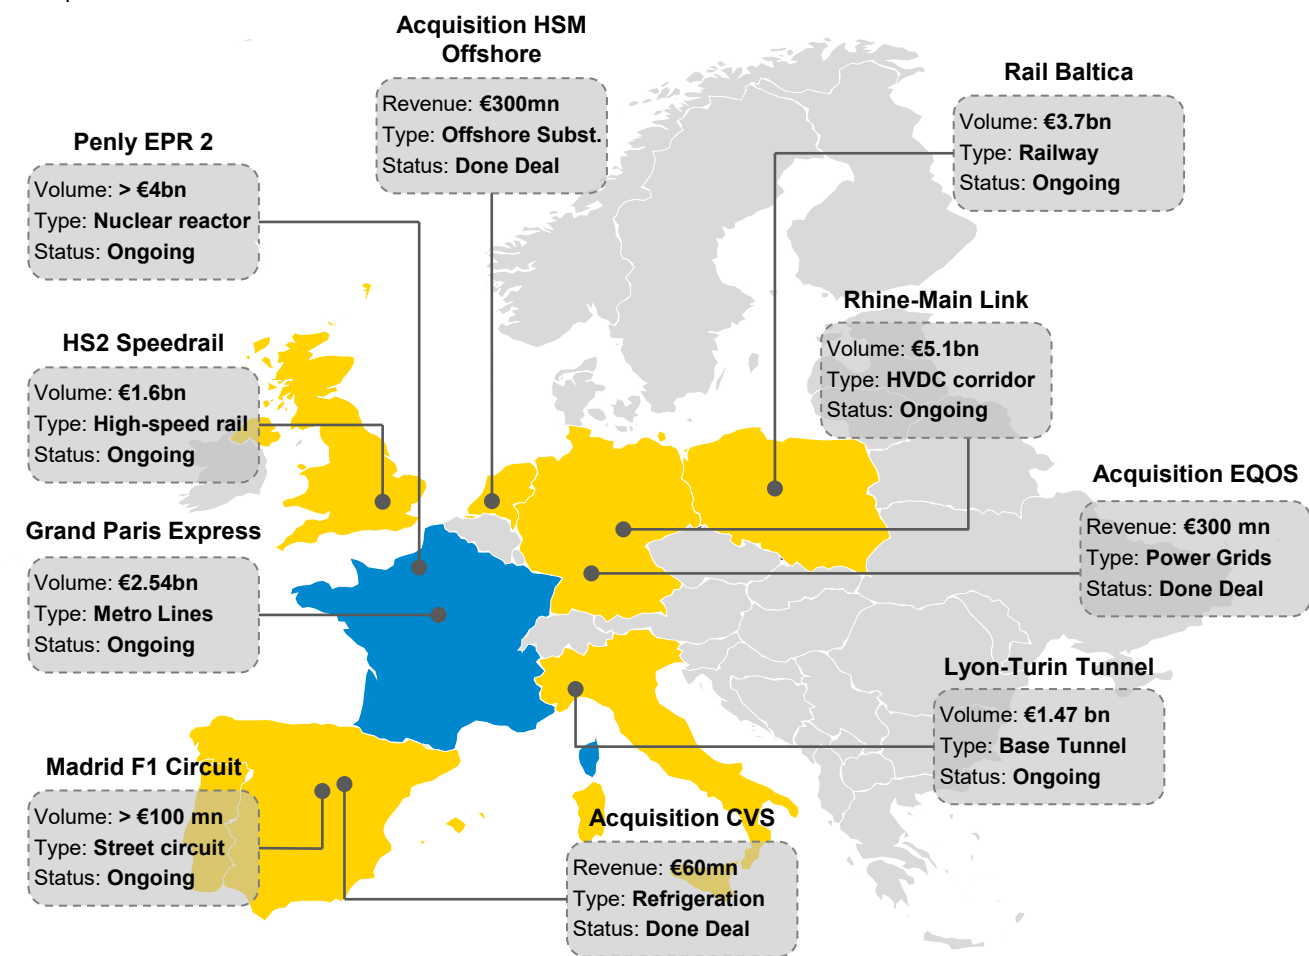 Acquisition HSM
Offshore
Revenue: €300mn
Type: Offshore Subst.
Status: Done Deal
Rail Baltica
Volume: €3.7bn
Type: Railway
Status: Ongoing
Penly EPR 2
Volume: > €4bn
Type: Nuclear reactor
Status: Ongoing
Rhine-Main Link
Volume: €5.1bn
Type: HVDC corridor
Status: Ongoing
HS2 Speedrail
Volume: €1.6bn
Type: High-speed rail
Status: Ongoing
Acquisition EQOS
Revenue: €300 mn
Type: Power Grids
Status: Done Deal
Grand Paris Express
Volume: €2.54bn
Type: Metro Lines
Status: Ongoing
Lyon-Turin Tunnel
Volume: €1.47 bn
Type: Base Tunnel
Status: Ongoing
Madrid F1 Circuit
Volume: > €100 mn
Type: Street circuit
Status: Ongoing
Acquisition CVS
Revenue: €60mn
Type: Refrigeration
Status: Done Deal